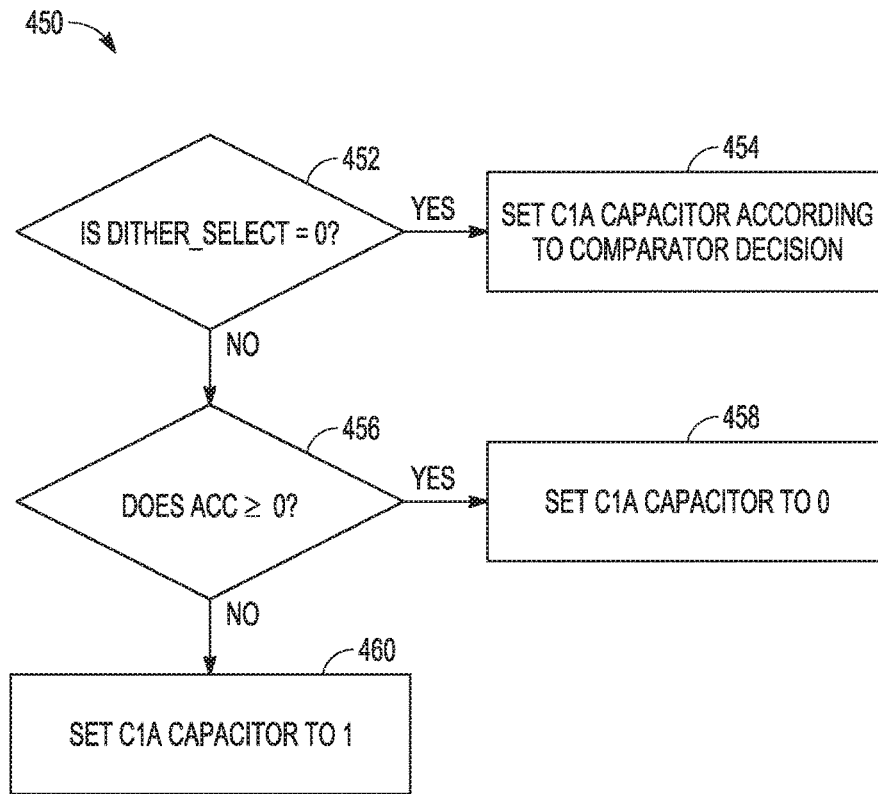 450
452
IS DITHER_SELECT = 0?
YES
454
SET C1A CAPACITOR ACCORDING
TO COMPARATOR DECISION
NO
456
DOES ACC ≥ 0?
YES
458
SET C1A CAPACITOR TO 0
NO
460
SET C1A CAPACITOR TO 1